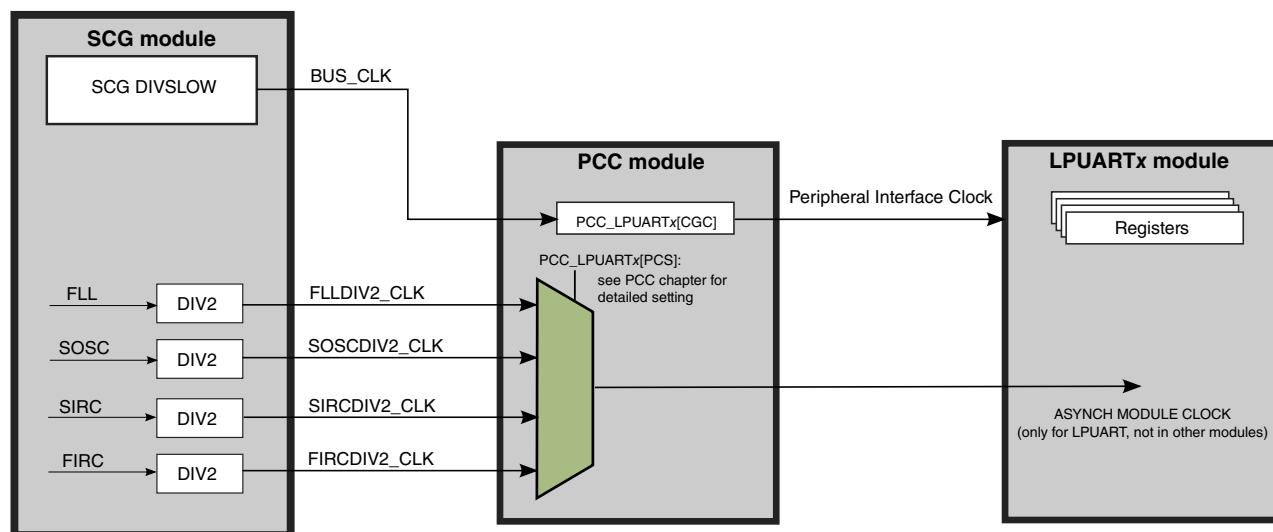 SCG module
SCG DIVSLOW
BUS_CLK
PCC module
LPUARTx module
Peripheral Interface Clock
PCC_LPUARTx[CGC]
Registers
PCC_LPUARTx[PCS]:
see PCC chapter for
detailed setting
FLL
DIV2
FLLDIV2_CLK
SOSC
DIV2
SOSCDIV2_CLK
SIRC
DIV2
SIRCDIV2_CLK
ASYNCH MODULE CLOCK
(only for LPUART, not in other modules)
FIRC
DIV2
FIRCDIV2_CLK